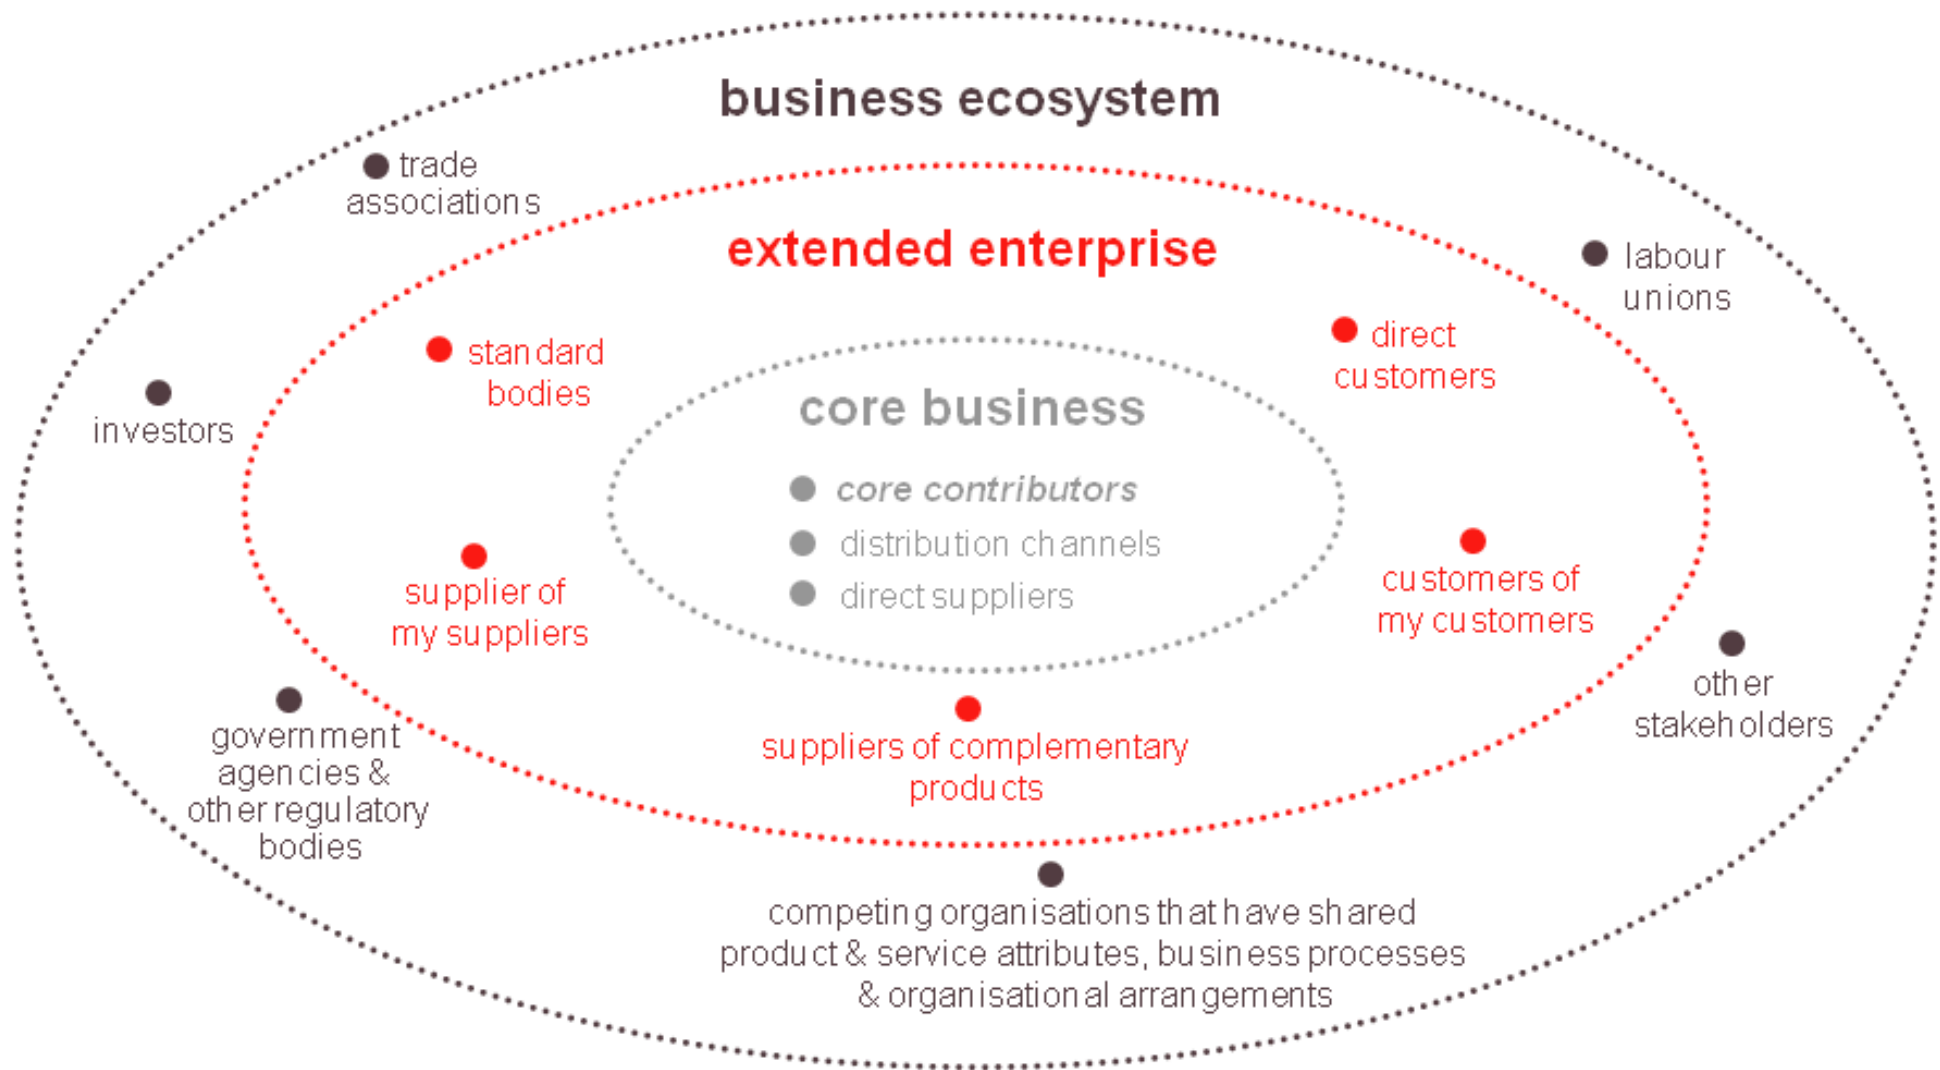 business ecosystem
trade
associations
extended enterprise
labour
unions
standard
bodies
direct
customers
investors
core business
core contributors
distribution channels
direct suppliers
supplier of
my suppliers
customers of
my customers
other
stakeholders
government
agencies &
other regulatory
bodies
suppliers of complementary
products
competing organisations that have shared
product & service attributes, business processes
& organisational arrangements